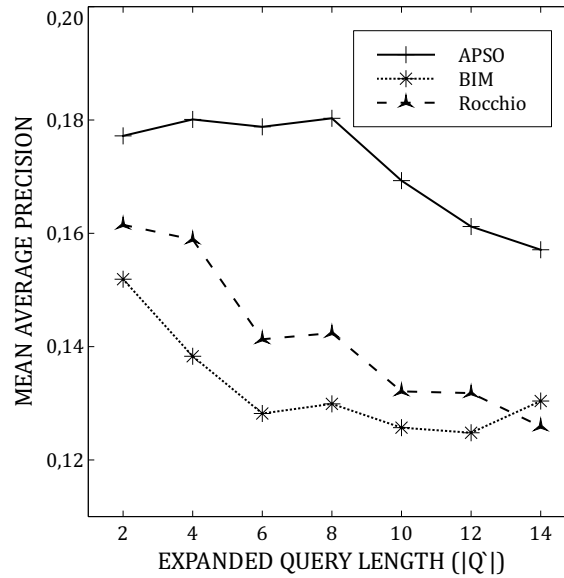 0,20
0,18
0,16
0,14
0,12
MEAN AVERAGE PRECISION
APSO
BIM
Rocchio
2 4 6 8 10 12 14
EXPANDED QUERY LENGTH (|Q`|)